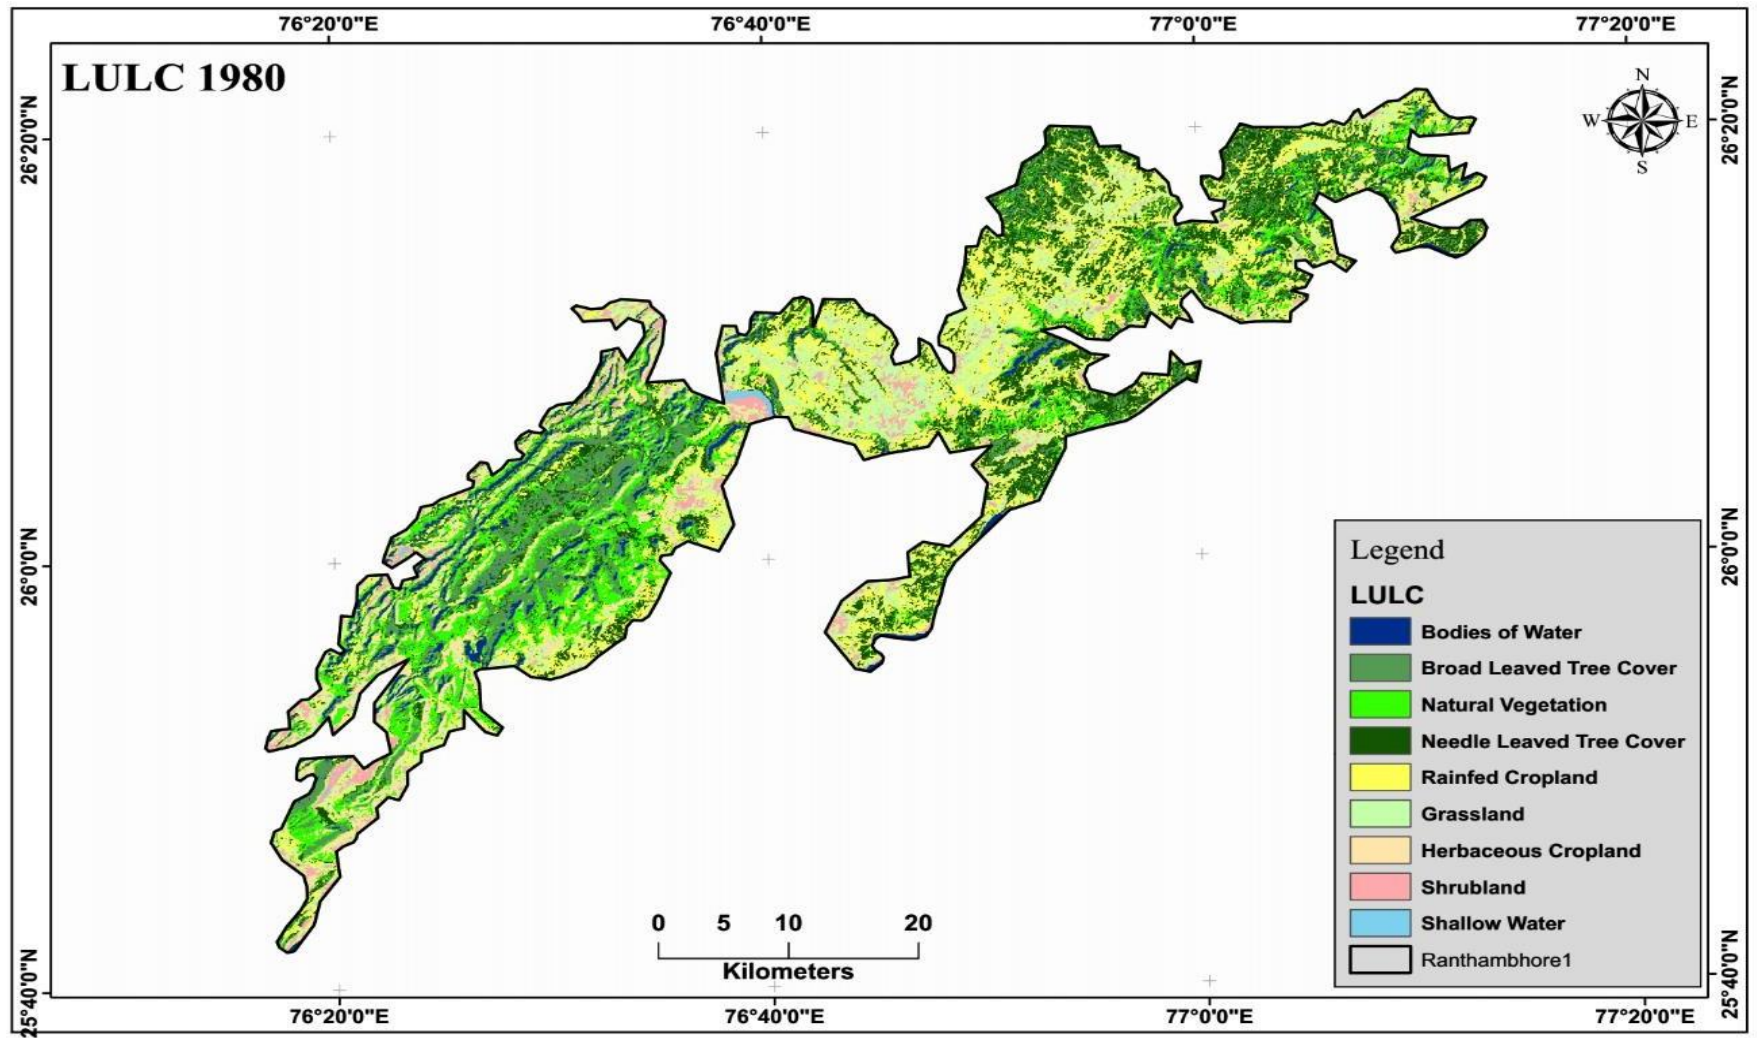 76°20'0"E 76°40'0"E 77°0'0"E 77°20'0"E
LULC 1980
N
W E
S
26°20'0"N 26°20'0"N
26°0'0"N 26°0'0"N
Legend
LULC
Bodies of Water
Broad Leaved Tree Cover
Natural Vegetation
Needle Leaved Tree Cover
Rainfed Cropland
Grassland
Herbaceous Cropland
Shrubland
Shallow Water
Ranthambhore1
0 5 10 20
Kilometers
25°40'0"N 25°40'0"N
76°20'0"E 76°40'0"E 77°0'0"E 77°20'0"E